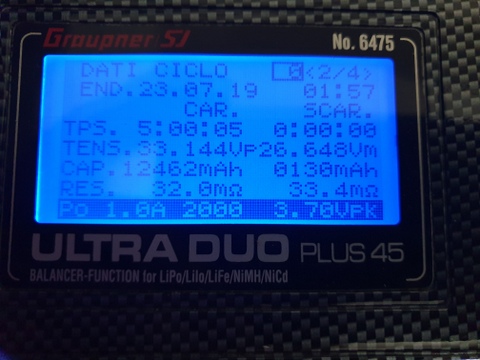 Graupner SJ
No. 6475
DATI CICLO 0<2/4>
END.23.07.19 01:57
CAR. SCAR.
TPS. 5:00:05 0:00:00
TENS.33.144Vp26.648Vm
CAP.12462mAh 0130mAh
RES. 32.0mΩ 33.4mΩ
Po 1.0A 2000 3.70Vpk
ULTRA DUO PLUS 45
BALANCER-FUNCTION for LiPo/LiIo/LiFe/NiMH/NiCd